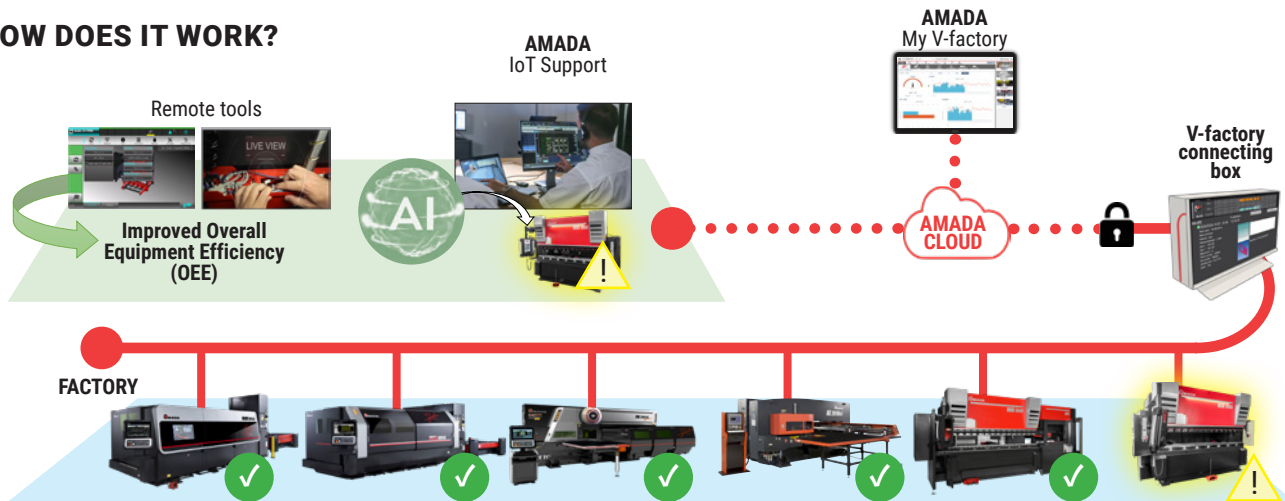 OW DOES IT WORK?
AMADA
IoT Support
AMADA
My V-factory
Remote tools
LIVE VIEW
V-factory
connecting
box
AI
Improved Overall
Equipment Efficiency
(OEE)
!
AMADA
CLOUD
FACTORY
!